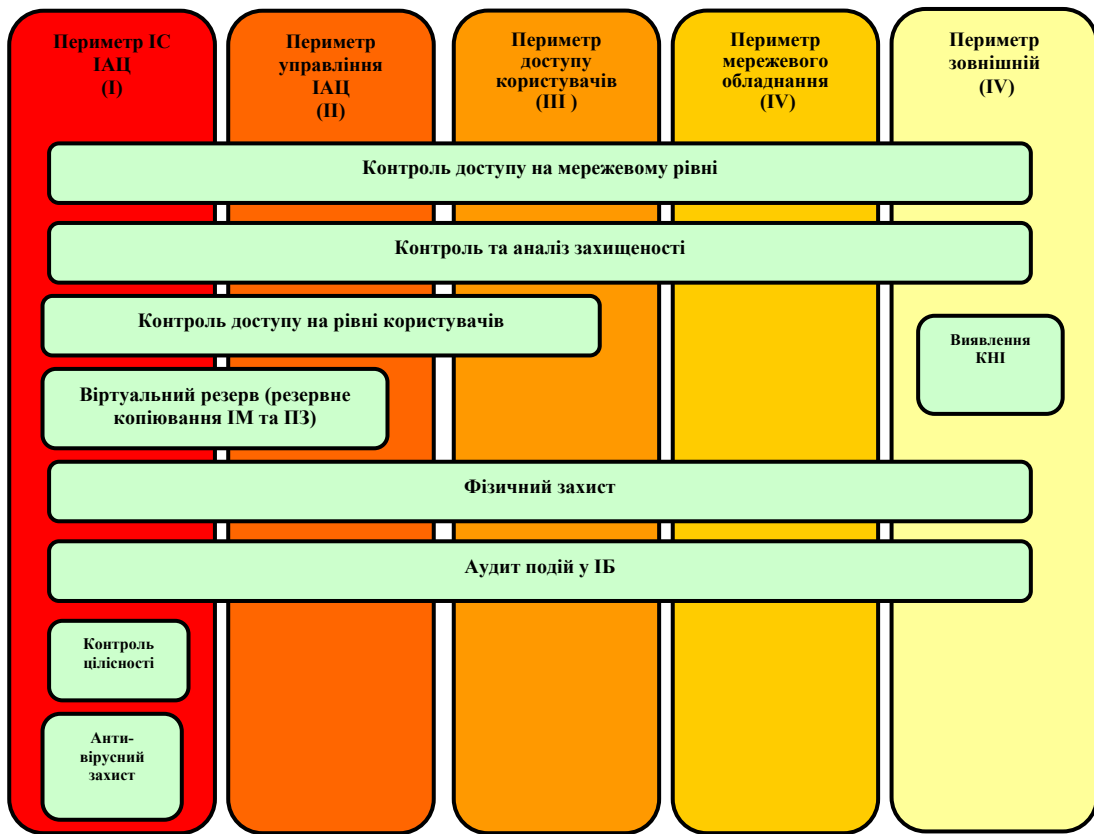 Периметр ІС
ІАЦ
(I)
Периметр
управління
ІАЦ
(II)
Периметр
доступу
користувачів
(III )
Периметр
мережевого
обладнання
(IV)
Периметр
зовнішній
(IV)
Контроль доступу на мережевому рівні
Контроль та аналіз захищеності
Контроль доступу на рівні користувачів
Виявлення
КНІ
Віртуальний резерв (резервне
копіювання ІМ та ПЗ)
Фізичний захист
Аудит подій у ІБ
Контроль
цілісності
Анти-
вірусний
захист